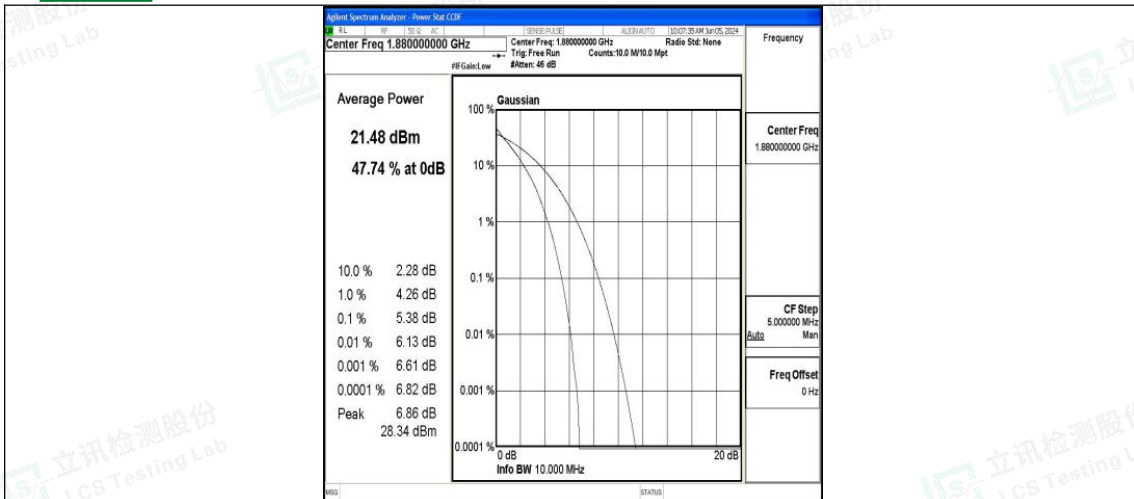 Agilent Spectrum Analyzer - Power Stat CCDF
RL RF 50 Ω AC SENSE:PULSE ALIGNAUTO 10:07:35 AM Jun 05, 2024
Center Freq 1.880000000 GHz
Center Freq: 1.880000000 GHz
Radio Std: None
Trig: Free Run
Counts:10.0 M/10.0 Mpt
#IFGain:Low
#Atten: 46 dB
Frequency
Average Power
21.48 dBm
47.74 % at 0dB
10.0 % 2.28 dB
1.0 % 4.26 dB
0.1 % 5.38 dB
0.01 % 6.13 dB
0.001 % 6.61 dB
0.0001 % 6.82 dB
Peak 6.86 dB
28.34 dBm
Gaussian
100 %
10 %
1 %
0.1 %
0.01 %
0.001 %
0.0001 %
0 dB
20 dB
Info BW 10.000 MHz
Center Freq
1.880000000 GHz
CF Step
5.000000 MHz
Auto Man
Freq Offset
0 Hz
MSG
STATUS
立讯检测股份
LCS Testing Lab
立讯检测股份
LCS Testing Lab